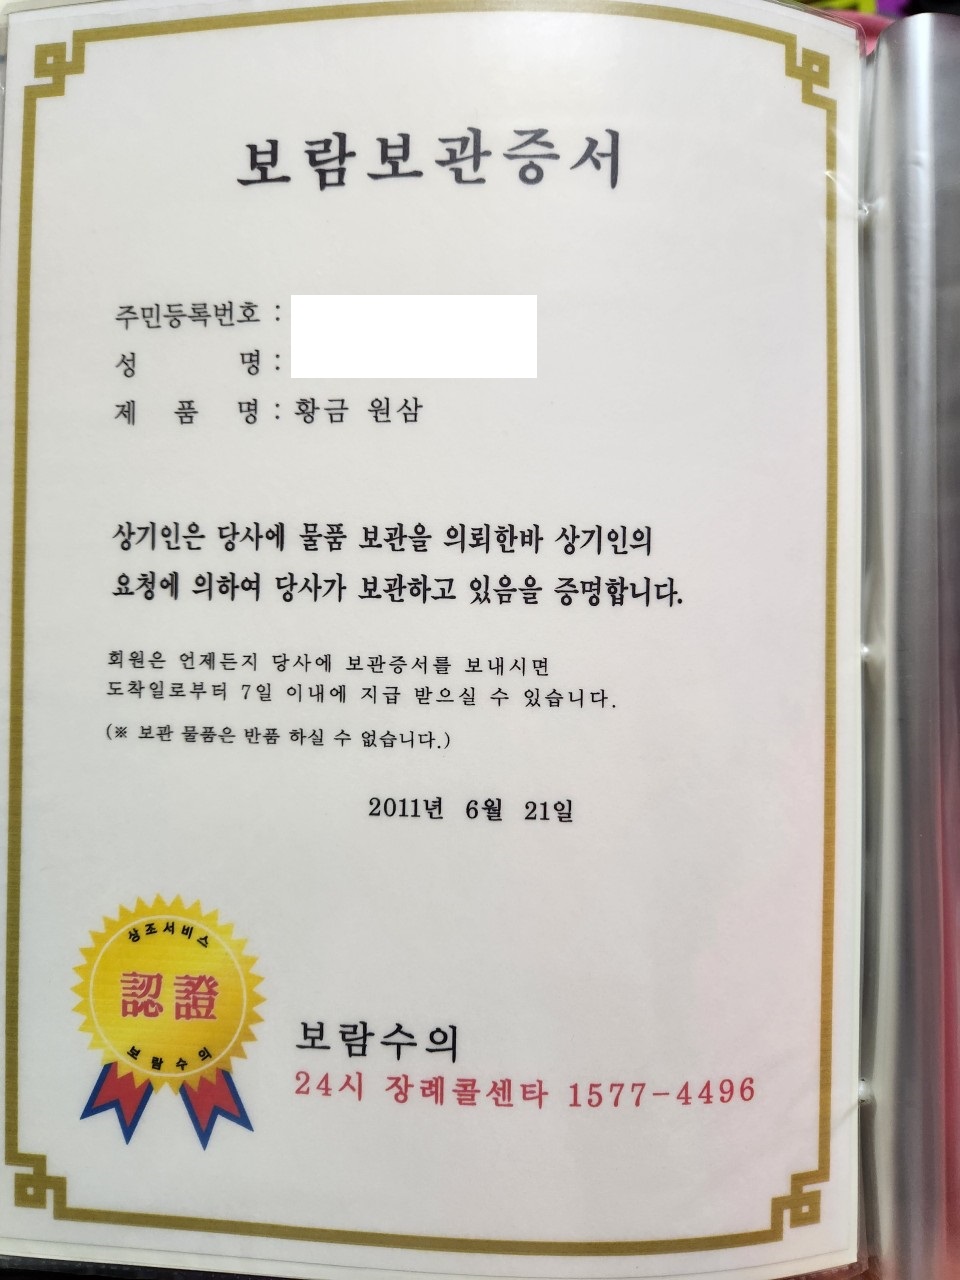 보람보관증서
주민등록번호 :
성 명 :
제 품 명 : 황금 원삼
상기인은 당사에 물품 보관을 의뢰한바 상기인의
요청에 의하여 당사가 보관하고 있음을 증명합니다.
회원은 언제든지 당사에 보관증서를 보내시면
도착일로부터 7일 이내에 지급 받으실 수 있습니다.
(※ 보관 물품은 반품 하실 수 없습니다.)
2011년 6월 21일
상조서비스
認證
보람수의
보람수의
24시 장례콜센타 1577-4496